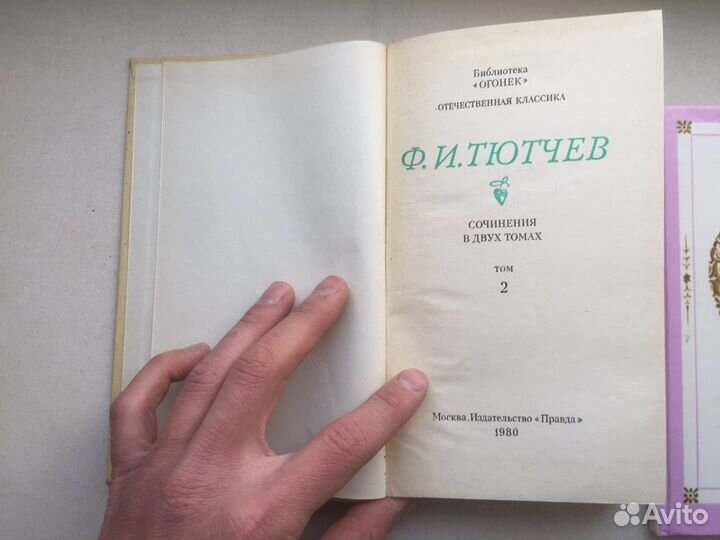 Библиотека
«ОГОНЕК»
ОТЕЧЕСТВЕННАЯ КЛАССИКА
Ф. И. ТЮТЧЕВ
СОЧИНЕНИЯ
В ДВУХ ТОМАХ
ТОМ
2
Москва. Издательство «Правда»
1980
Avito